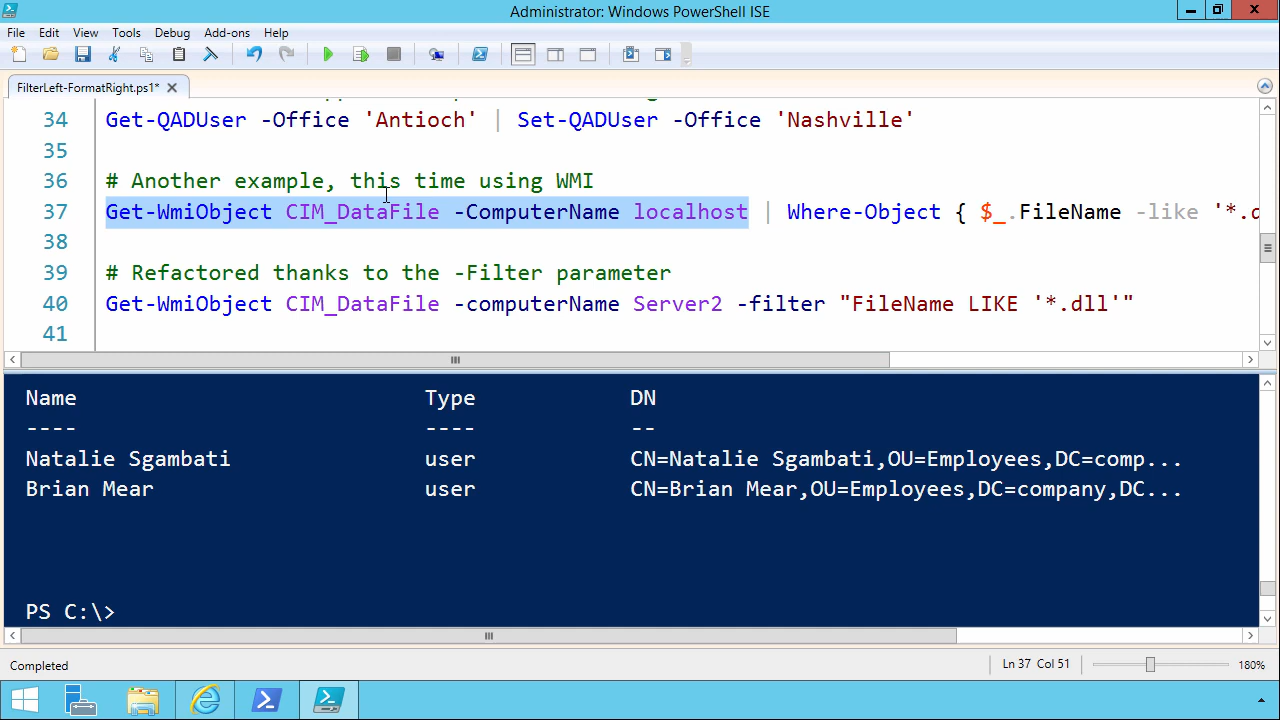 Administrator: Windows PowerShell ISE
File Edit View Tools Debug Add-ons Help
FilterLeft-FormatRight.ps1*
34 Get-QADUser -Office 'Antioch' | Set-QADUser -Office 'Nashville'
35
36 # Another example, this time using WMI
37 Get-WmiObject CIM_DataFile -ComputerName localhost | Where-Object { $_.FileName -like '*.d
38
39 # Refactored thanks to the -Filter parameter
40 Get-WmiObject CIM_DataFile -computerName Server2 -filter "FileName LIKE '*.dll'"
41
Name Type DN
---- ---- --
Natalie Sgambati user CN=Natalie Sgambati,OU=Employees,DC=comp...
Brian Mear user CN=Brian Mear,OU=Employees,DC=company,DC...
PS C:\>
Completed Ln 37 Col 51 180%